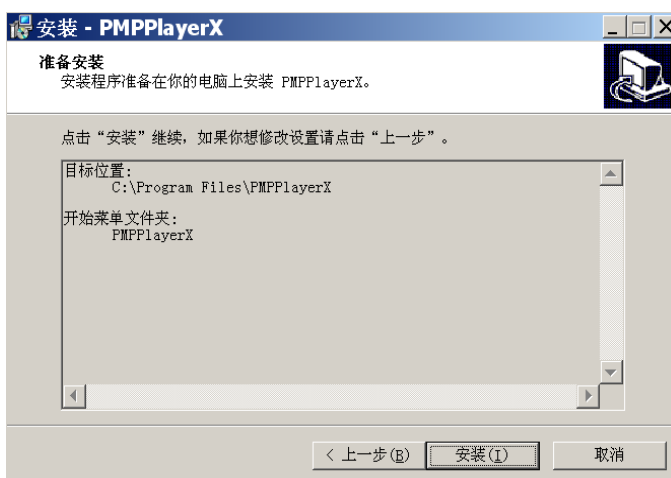 安装 - PMPPlayerX
准备安装
安装程序准备在你的电脑上安装 PMPPlayerX。
点击“安装”继续, 如果你想修改设置请点击“上一步”。
目标位置:
C:\Program Files\PMPPlayerX
开始菜单文件夹:
PMPPlayerX
< 上一步(B) 安装(I) 取消